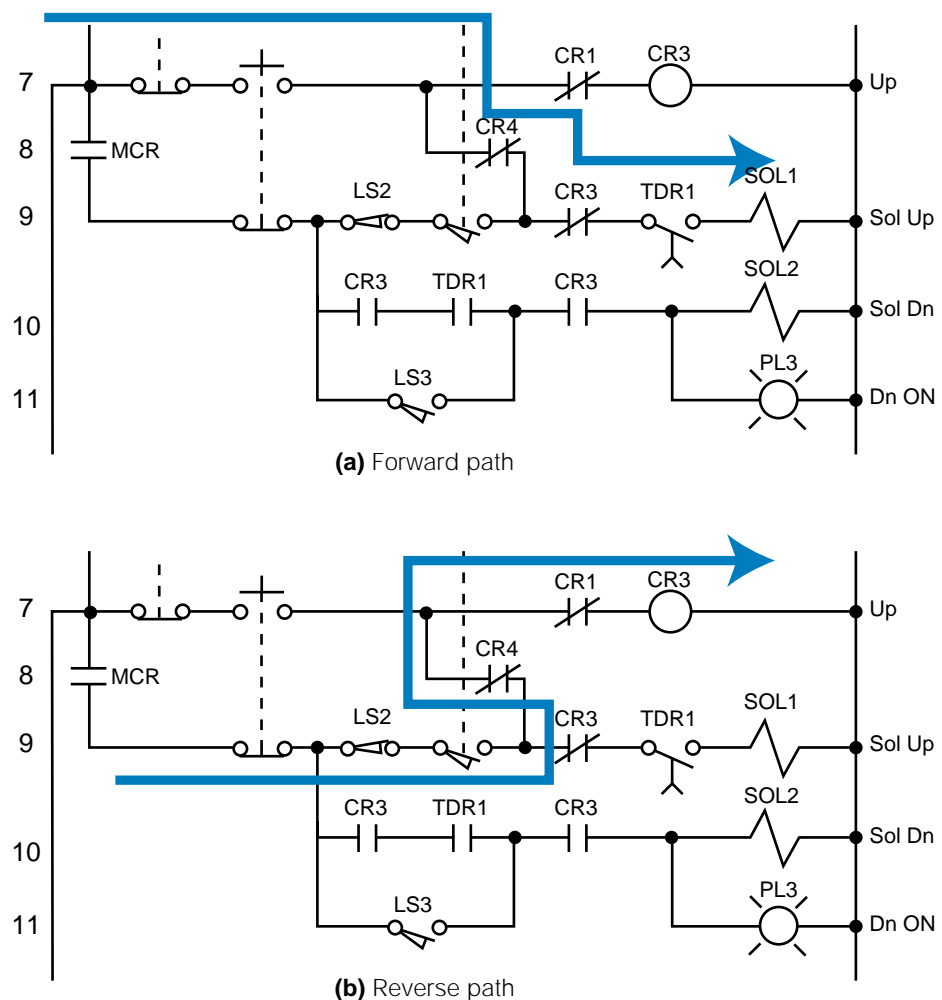 CR1 CR3
7 Up
CR4
8 MCR
LS2 CR3 TDR1 SOL1
9 Sol Up
CR3 TDR1 CR3 SOL2
10 Sol Dn
LS3 PL3
11 Dn ON
(a) Forward path
CR1 CR3
7 Up
CR4
8 MCR
LS2 CR3 TDR1 SOL1
9 Sol Up
CR3 TDR1 CR3 SOL2
10 Sol Dn
LS3 PL3
11 Dn ON
(b) Reverse path